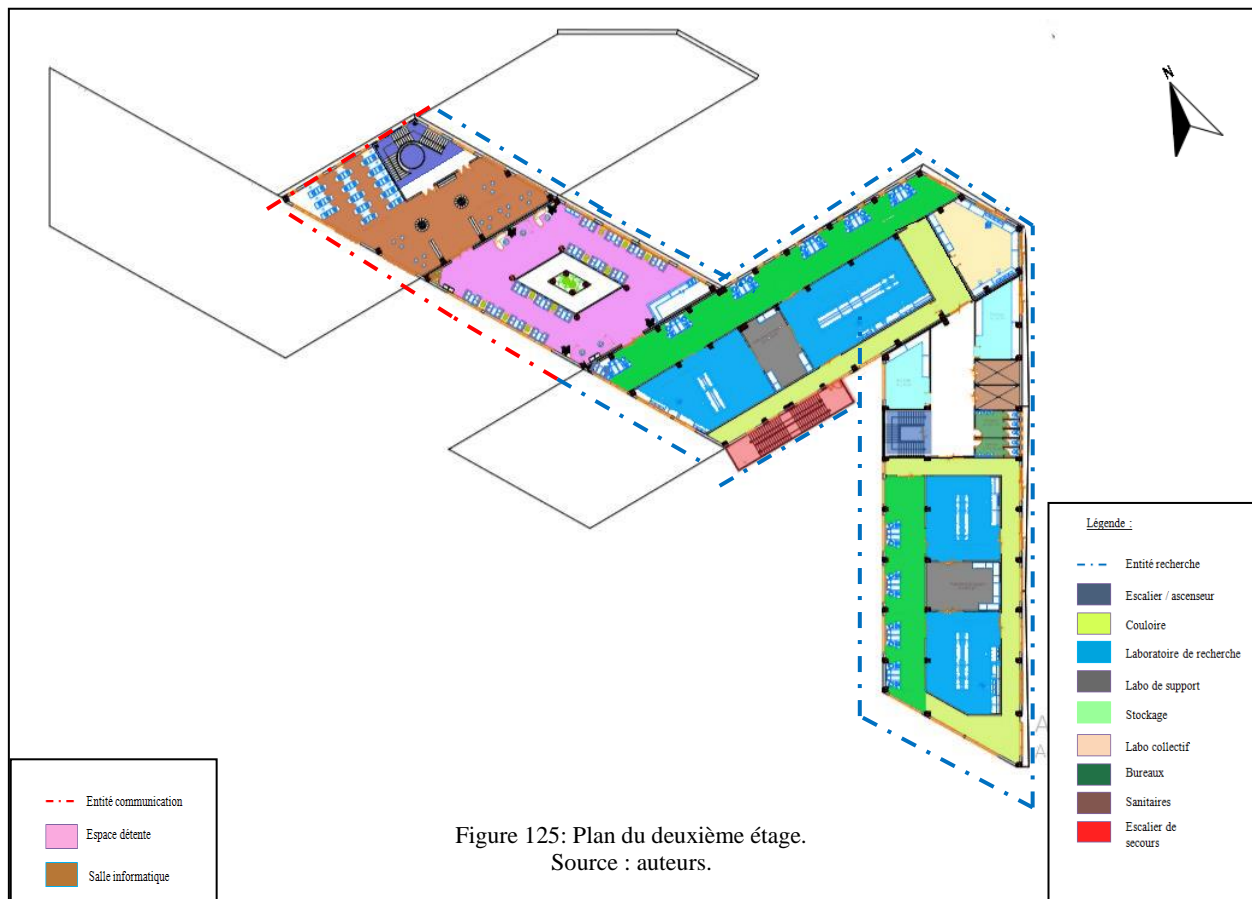 N
Légende :
Entité recherche
Escalier / ascenseur
Couloire
Laboratoire de recherche
Labo de support
Stockage
Labo collectif
Bureaux
Sanitaires
Escalier de
secours
Entité communication
Espace détente
Salle informatique
Figure 125: Plan du deuxième étage.
Source : auteurs.
A
A